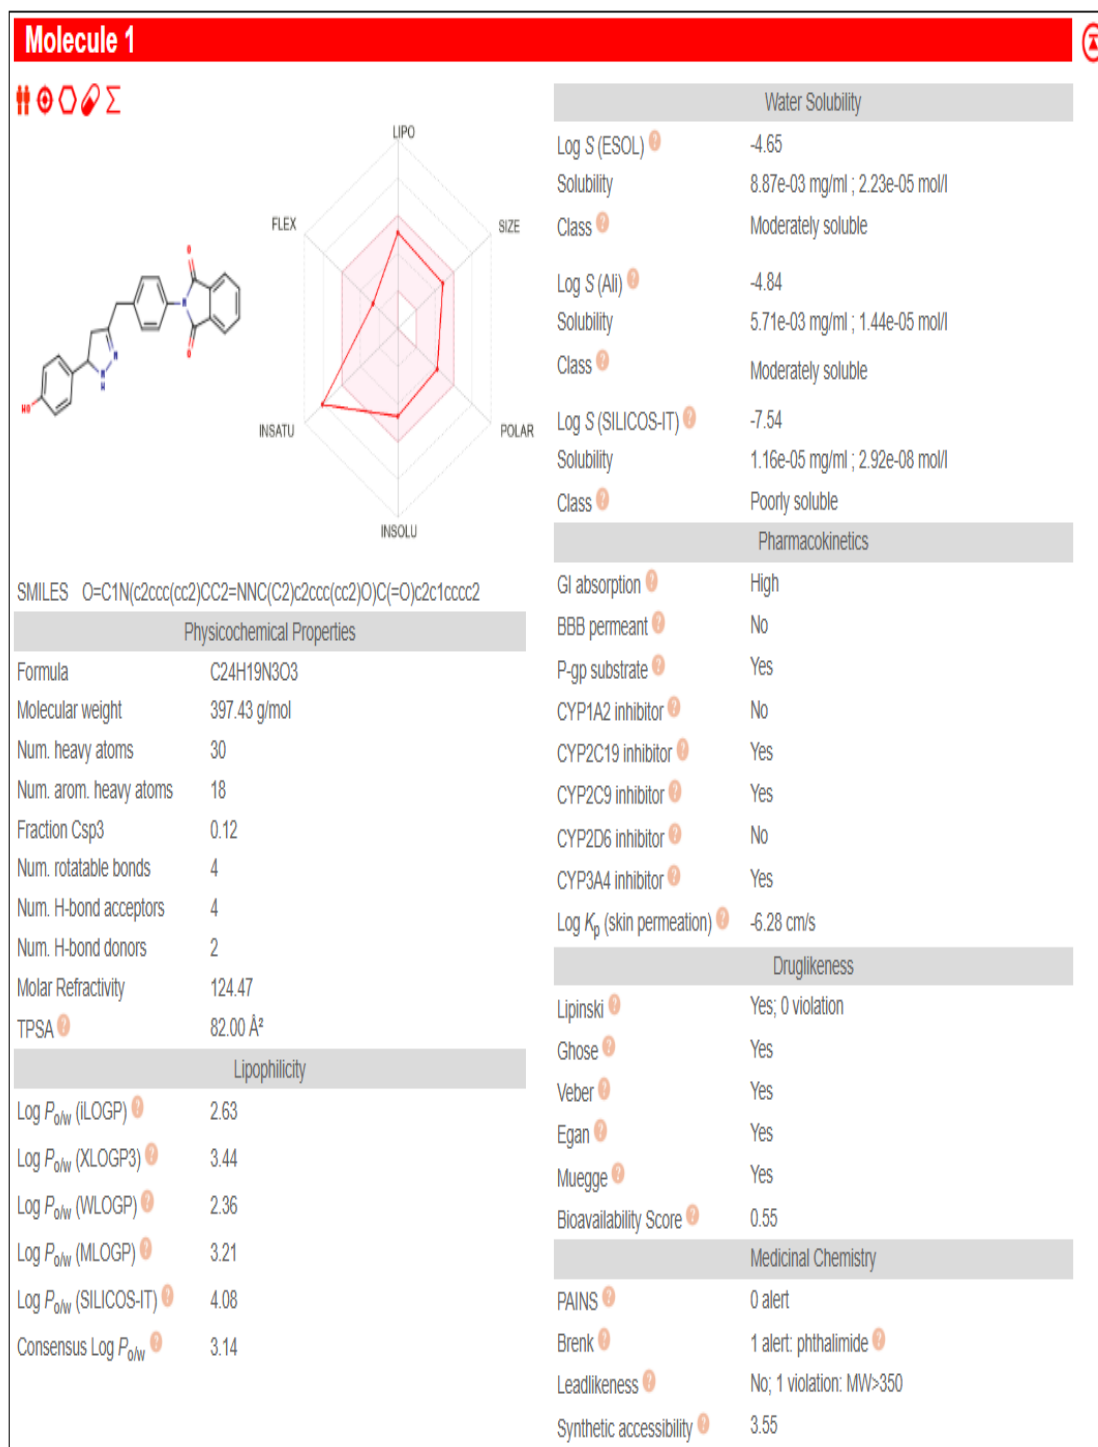 Molecule 1
LIPO
FLEX
SIZE
INSATU
POLAR
INSOLU
O
N
O
N
N
H
HO
SMILES O=C1N(c2ccc(cc2)CC2=NNC(C2)c2ccc(cc2)O)C(=O)c2c1cccc2
Physicochemical Properties
Formula C24H19N3O3
Molecular weight 397.43 g/mol
Num. heavy atoms 30
Num. arom. heavy atoms 18
Fraction Csp3 0.12
Num. rotatable bonds 4
Num. H-bond acceptors 4
Num. H-bond donors 2
Molar Refractivity 124.47
TPSA ? 82.00 Å²
Lipophilicity
Log Po/w (iLOGP) ? 2.63
Log Po/w (XLOGP3) ? 3.44
Log Po/w (WLOGP) ? 2.36
Log Po/w (MLOGP) ? 3.21
Log Po/w (SILICOS-IT) ? 4.08
Consensus Log Po/w ? 3.14
Water Solubility
Log S (ESOL) ? -4.65
Solubility 8.87e-03 mg/ml ; 2.23e-05 mol/l
Class ? Moderately soluble
Log S (Ali) ? -4.84
Solubility 5.71e-03 mg/ml ; 1.44e-05 mol/l
Class ? Moderately soluble
Log S (SILICOS-IT) ? -7.54
Solubility 1.16e-05 mg/ml ; 2.92e-08 mol/l
Class ? Poorly soluble
Pharmacokinetics
GI absorption ? High
BBB permeant ? No
P-gp substrate ? Yes
CYP1A2 inhibitor ? No
CYP2C19 inhibitor ? Yes
CYP2C9 inhibitor ? Yes
CYP2D6 inhibitor ? No
CYP3A4 inhibitor ? Yes
Log Kp (skin permeation) ? -6.28 cm/s
Druglikeness
Lipinski ? Yes; 0 violation
Ghose ? Yes
Veber ? Yes
Egan ? Yes
Muegge ? Yes
Bioavailability Score ? 0.55
Medicinal Chemistry
PAINS ? 0 alert
Brenk ? 1 alert: phthalimide ?
Leadlikeness ? No; 1 violation: MW>350
Synthetic accessibility ? 3.55